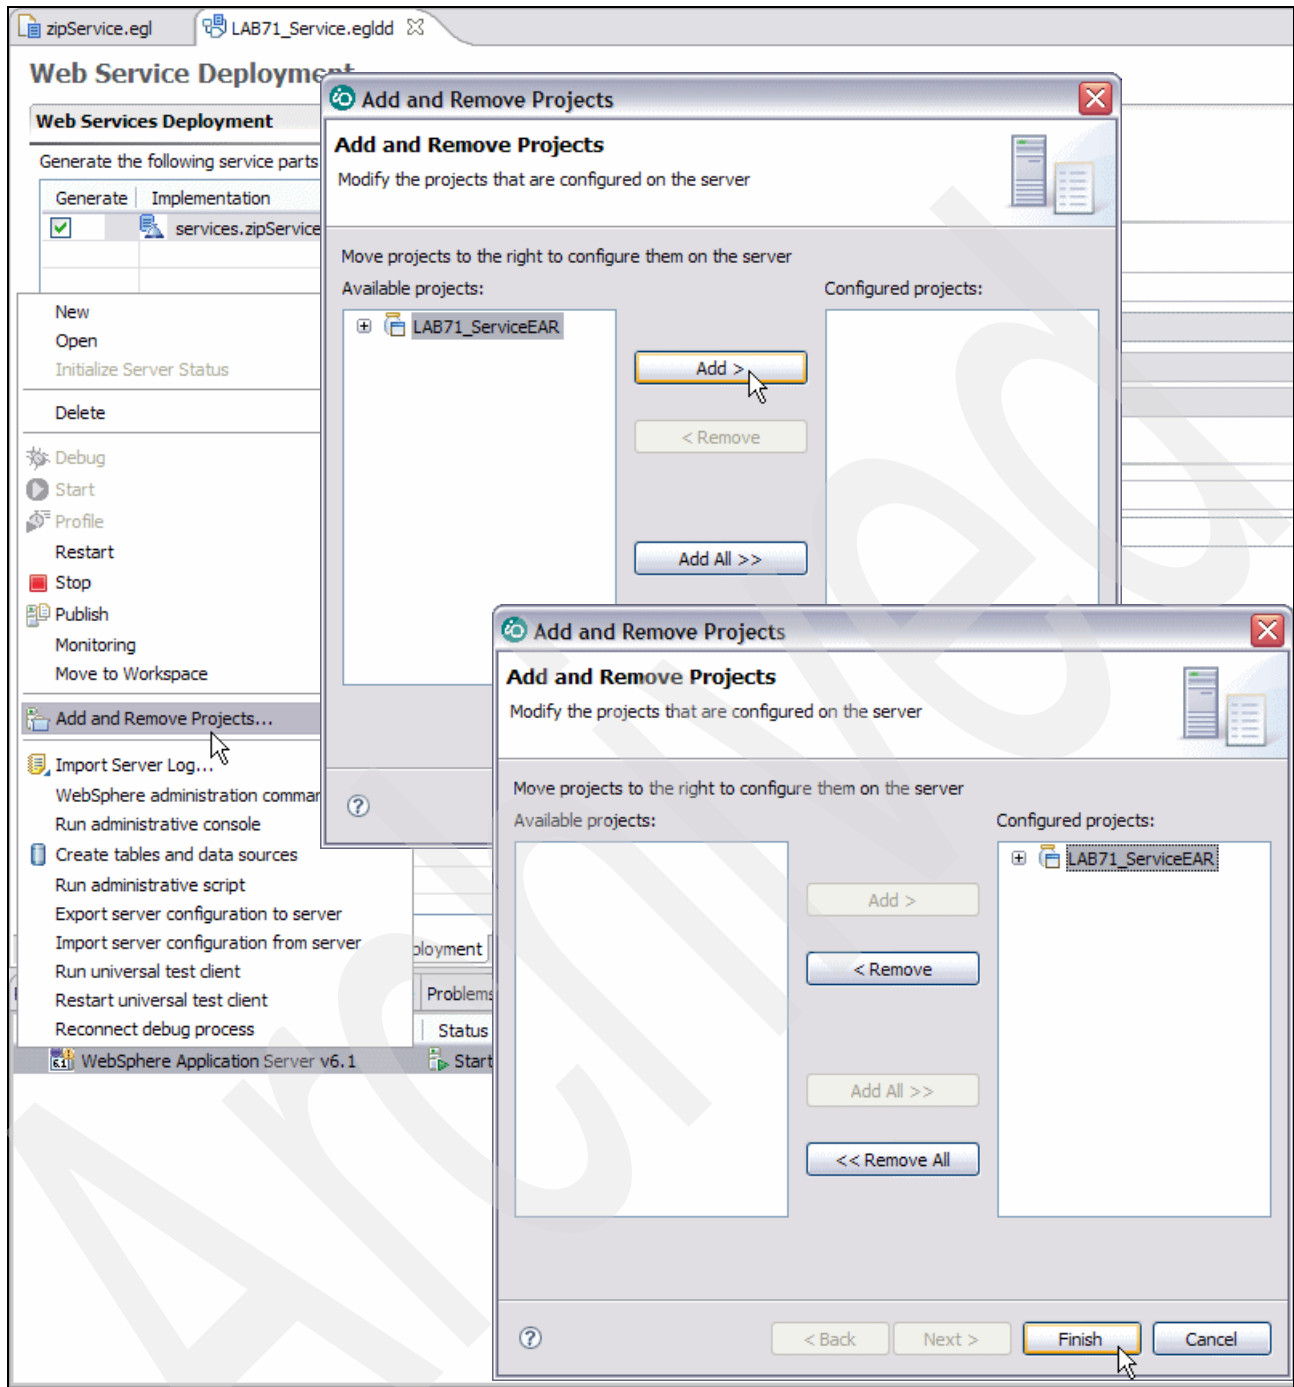 zipService.egl
LAB71_Service.egldd
Web Service Deployment
Web Services Deployment
Generate the following service parts
Generate
Implementation
services.zipService
Add and Remove Projects
Add and Remove Projects
Modify the projects that are configured on the server
Move projects to the right to configure them on the server
Available projects:
Configured projects:
LAB71_ServiceEAR
Add >
< Remove
Add All >>
New
Open
Initialize Server Status
Delete
Debug
Start
Profile
Restart
Stop
Publish
Monitoring
Move to Workspace
Add and Remove Projects...
Import Server Log...
WebSphere administration commar
Run administrative console
Create tables and data sources
Run administrative script
Export server configuration to server
Import server configuration from server
Run universal test client
Restart universal test client
Reconnect debug process
ployment
Problems
Status
WebSphere Application Server v6.1
Start
Add and Remove Projects
Add and Remove Projects
Modify the projects that are configured on the server
Move projects to the right to configure them on the server
Available projects:
Configured projects:
LAB71_ServiceEAR
Add >
< Remove
Add All >>
<< Remove All
< Back
Next >
Finish
Cancel
Archived